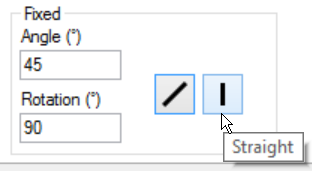 Fixed
Angle (°)
45
Rotation (°)
90
Straight